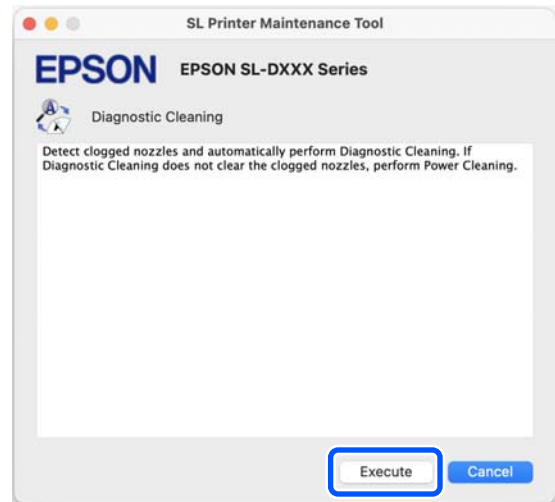 SL Printer Maintenance Tool
EPSON EPSON SL-DXXX Series
Diagnostic Cleaning
Detect clogged nozzles and automatically perform Diagnostic Cleaning. If
Diagnostic Cleaning does not clear the clogged nozzles, perform Power Cleaning.
Execute Cancel